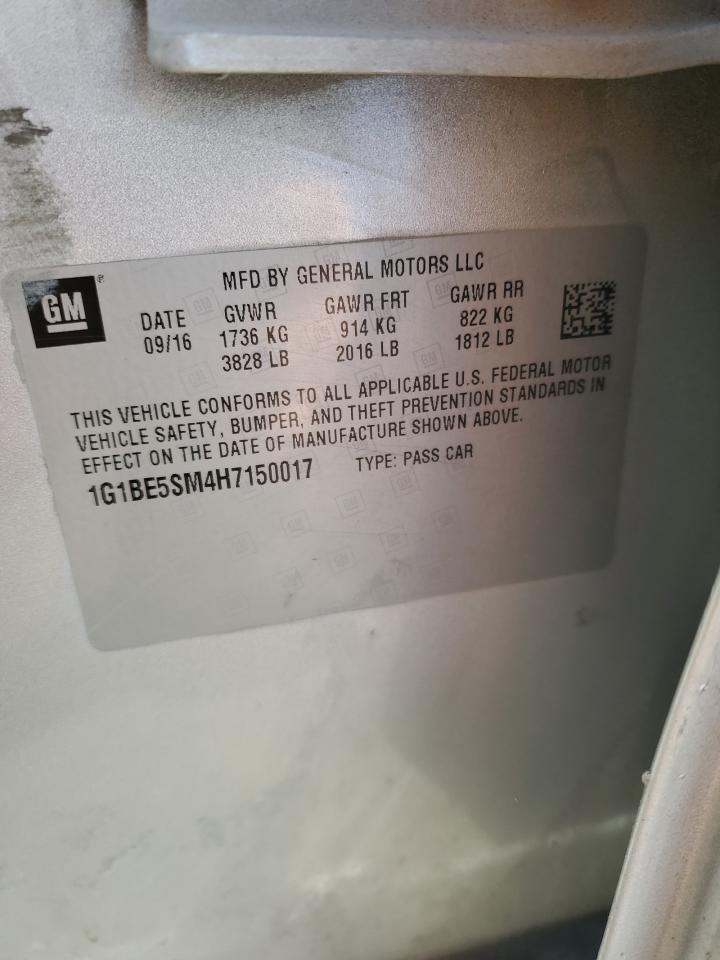 GM
MFD BY GENERAL MOTORS LLC
DATE GVWR GAWR FRT GAWR RR
09/16 1736 KG 914 KG 822 KG
3828 LB 2016 LB 1812 LB
THIS VEHICLE CONFORMS TO ALL APPLICABLE U.S. FEDERAL MOTOR
VEHICLE SAFETY, BUMPER, AND THEFT PREVENTION STANDARDS IN
EFFECT ON THE DATE OF MANUFACTURE SHOWN ABOVE.
1G1BE5SM4H7150017 TYPE: PASS CAR